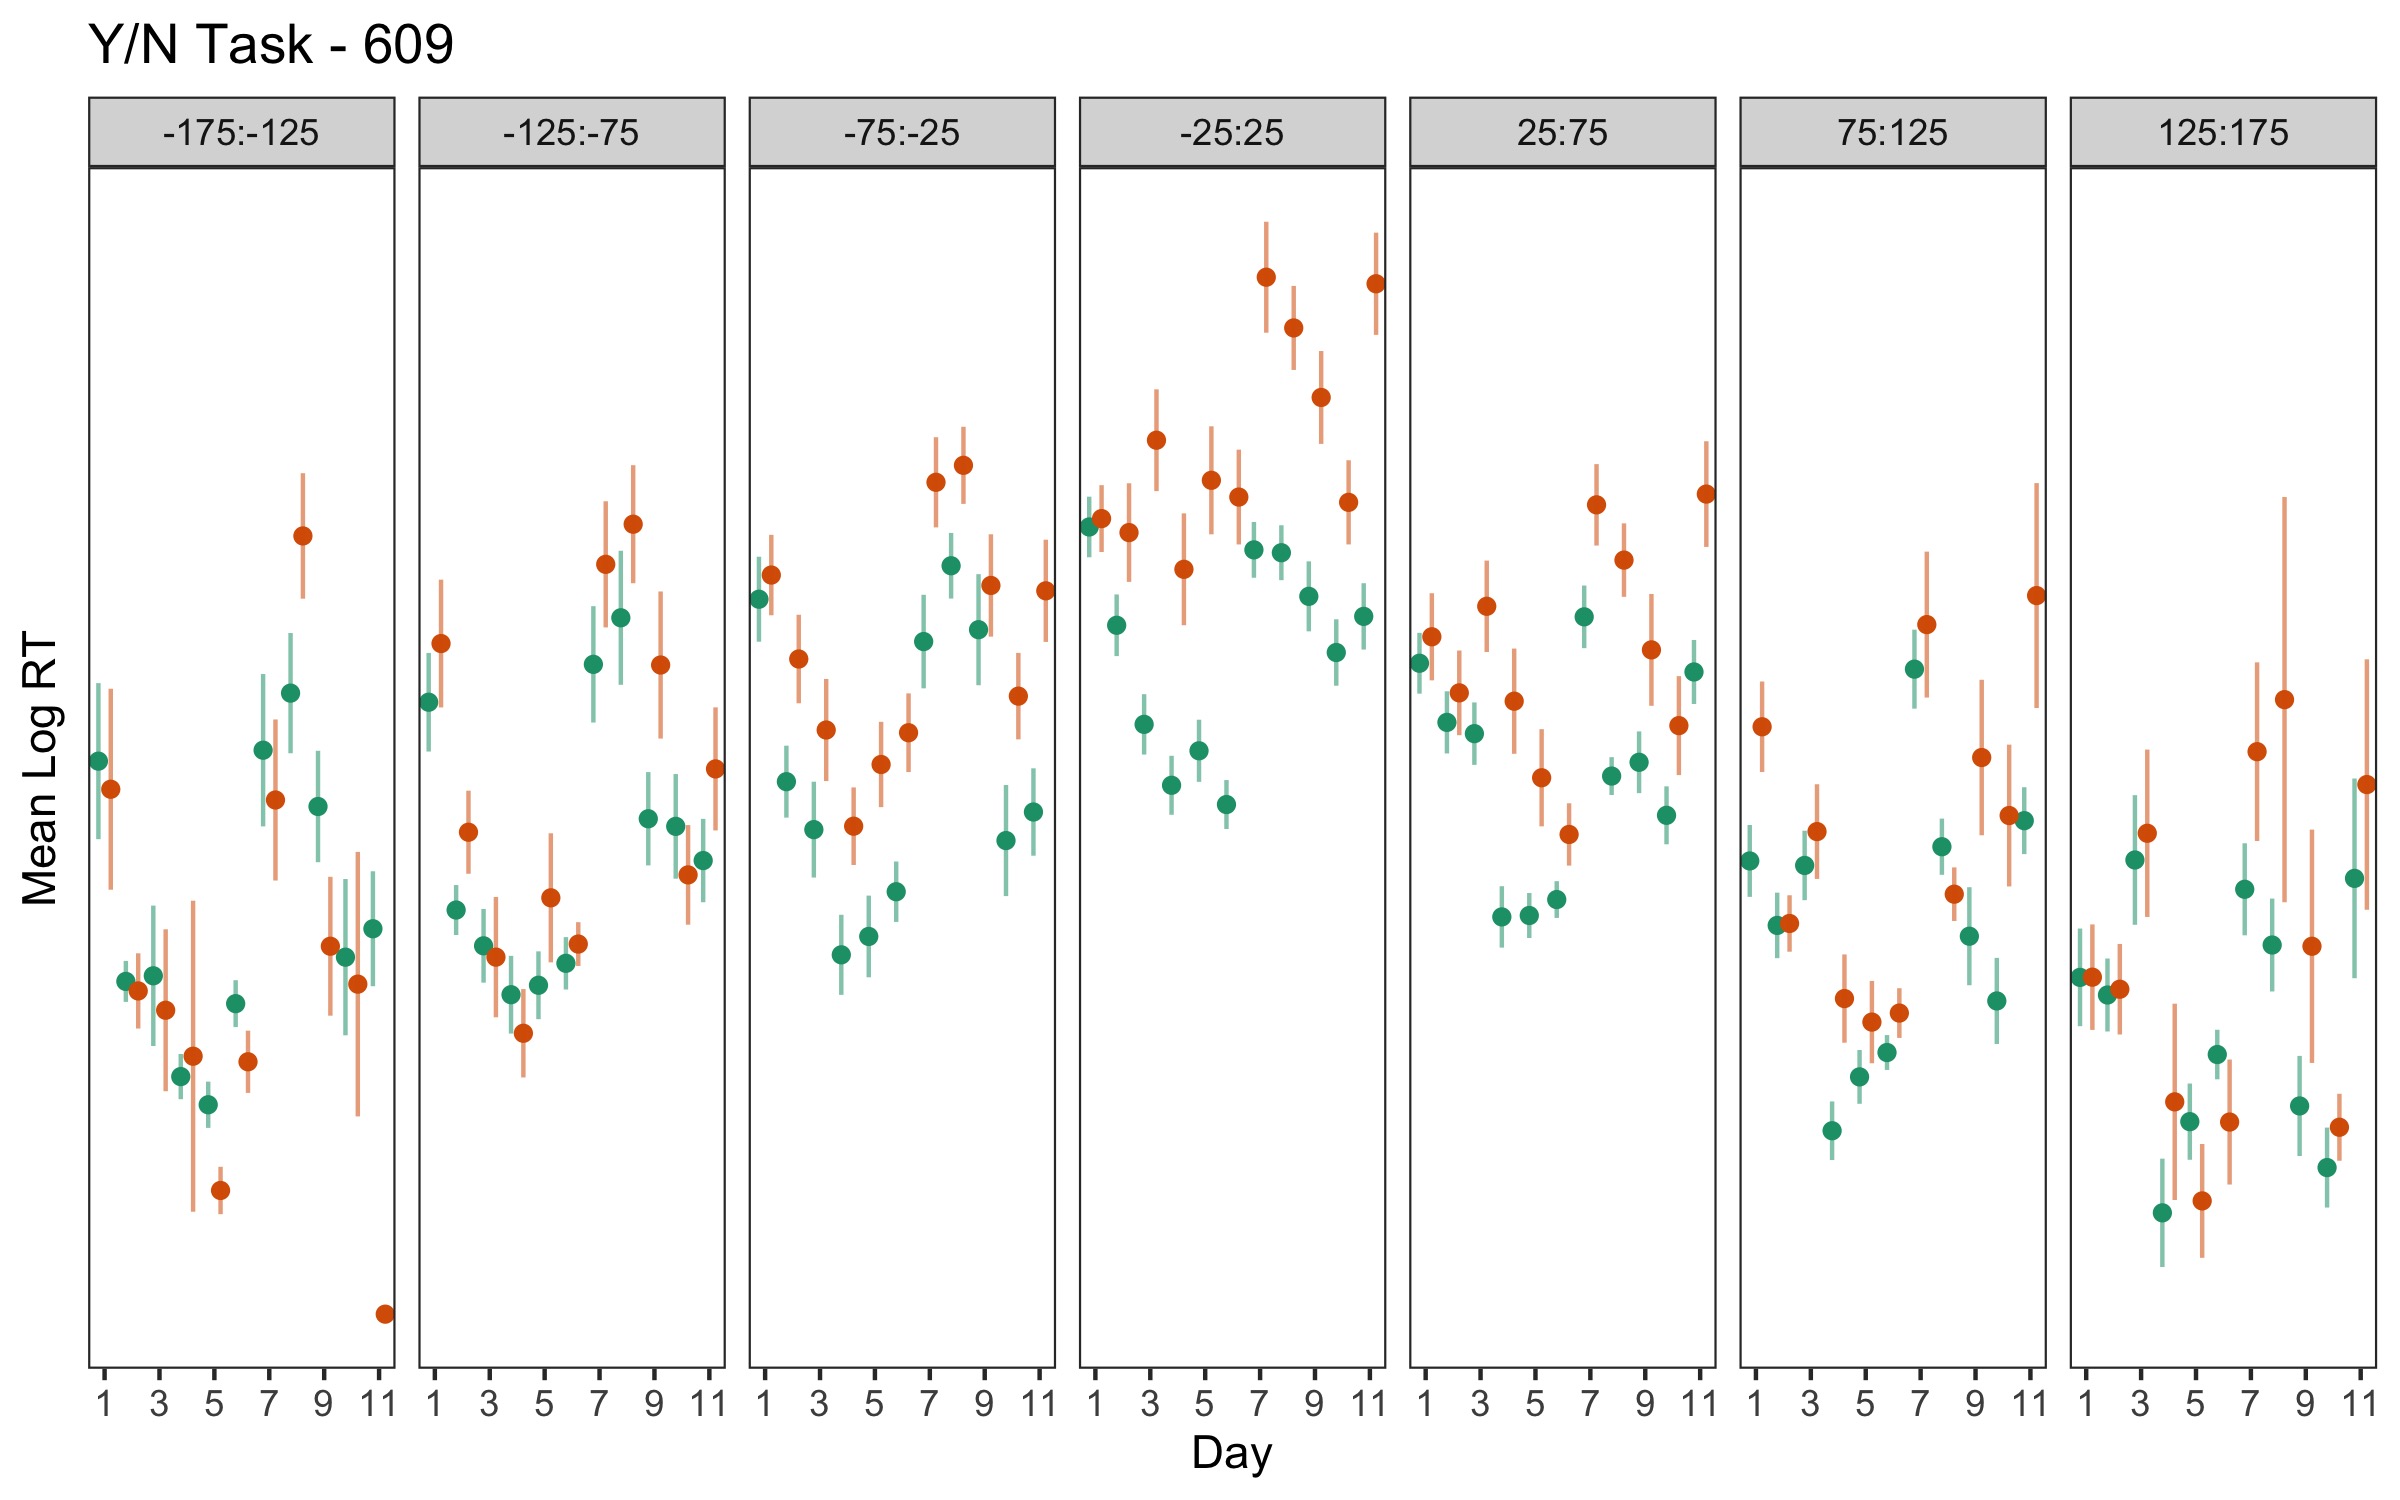 Y/N Task - 609
-175:-125 -125:-75 -75:-25 -25:25 25:75 75:125 125:175
Mean Log RT
1 3 5 7 9 11 1 3 5 7 9 11 1 3 5 7 9 11 1 3 5 7 9 11 1 3 5 7 9 11 1 3 5 7 9 11 1 3 5 7 9 11
Day